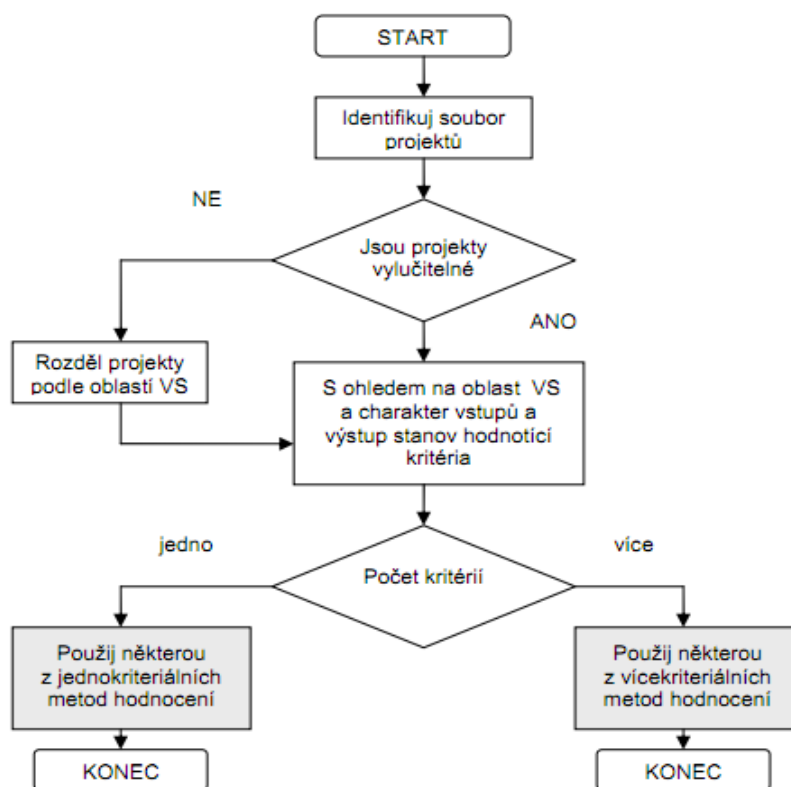 START
Identifikuj soubor
projektů
NE
Jsou projekty
vylučitelné
ANO
Rozděl projekty
podle oblastí VS
S ohledem na oblast VS
a charakter vstupů a
výstup stanov hodnotící
kritéria
jedno
více
Počet kritérií
Použij některou
z jednokriteriálních
metod hodnocení
Použij některou
z vícekriteriálních
metod hodnocení
KONEC
KONEC